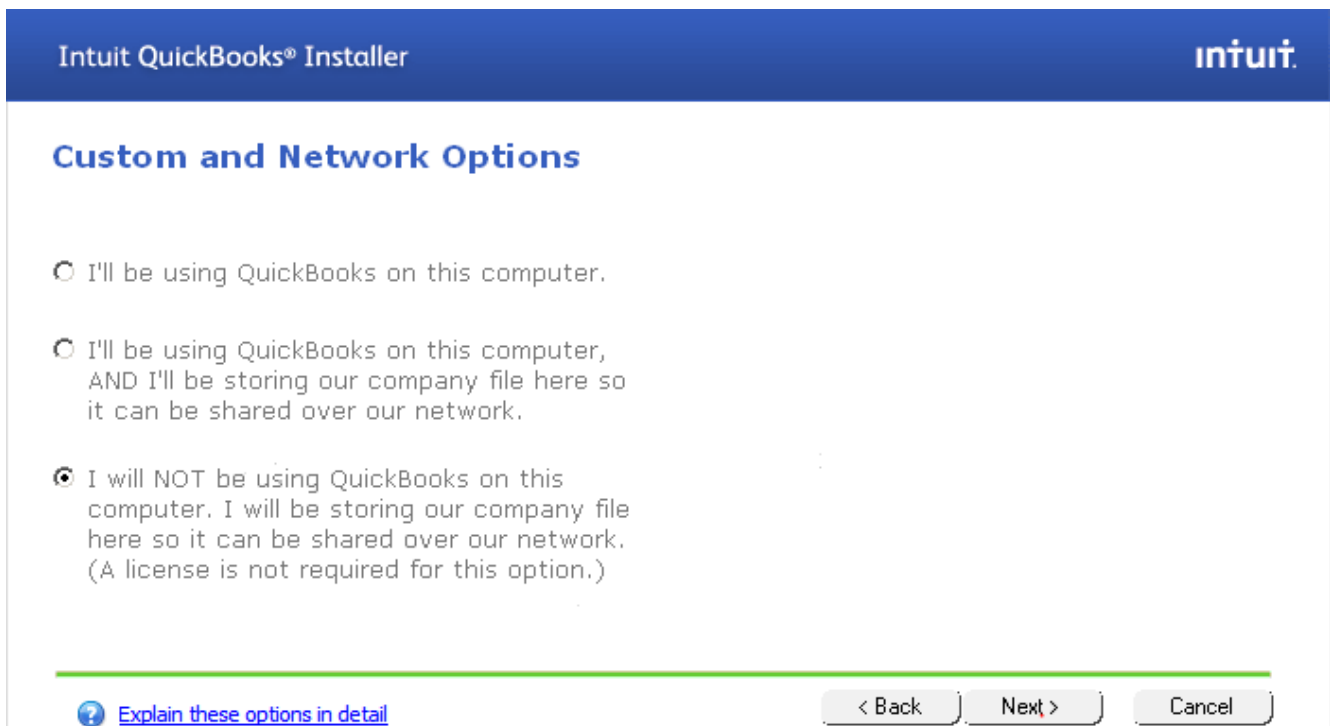 Intuit QuickBooks® Installer
intuit.
Custom and Network Options
I'll be using QuickBooks on this computer.
I'll be using QuickBooks on this computer,
AND I'll be storing our company file here so
it can be shared over our network.
I will NOT be using QuickBooks on this
computer. I will be storing our company file
here so it can be shared over our network.
(A license is not required for this option.)
Explain these options in detail
< Back
Next >
Cancel